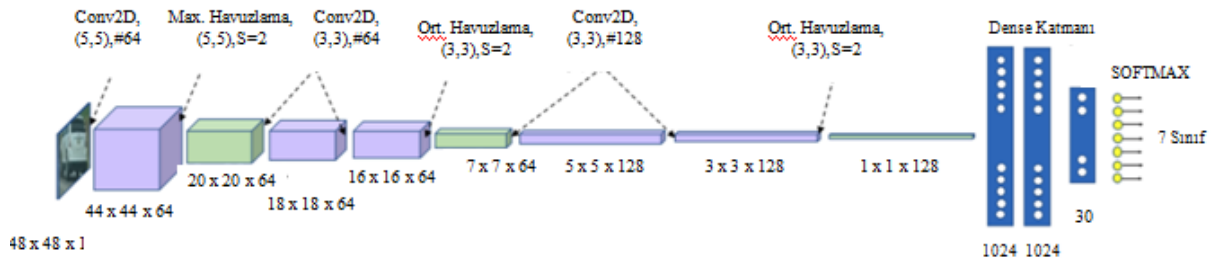 Conv2D,
(5,5),#64
Max. Havuzlama,
(5,5),S=2
Conv2D,
(3,3),#64
Ort. Havuzlama,
(3,3),S=2
Conv2D,
(3,3),#128
Ort. Havuzlama,
(3,3),S=2
Dense Katmanı
SOFTMAX
7 Sınıf
48 x 48 x 1
44 x 44 x 64
20 x 20 x 64
18 x 18 x 64
16 x 16 x 64
7 x 7 x 64
5 x 5 x 128
3 x 3 x 128
1 x 1 x 128
1024
1024
30